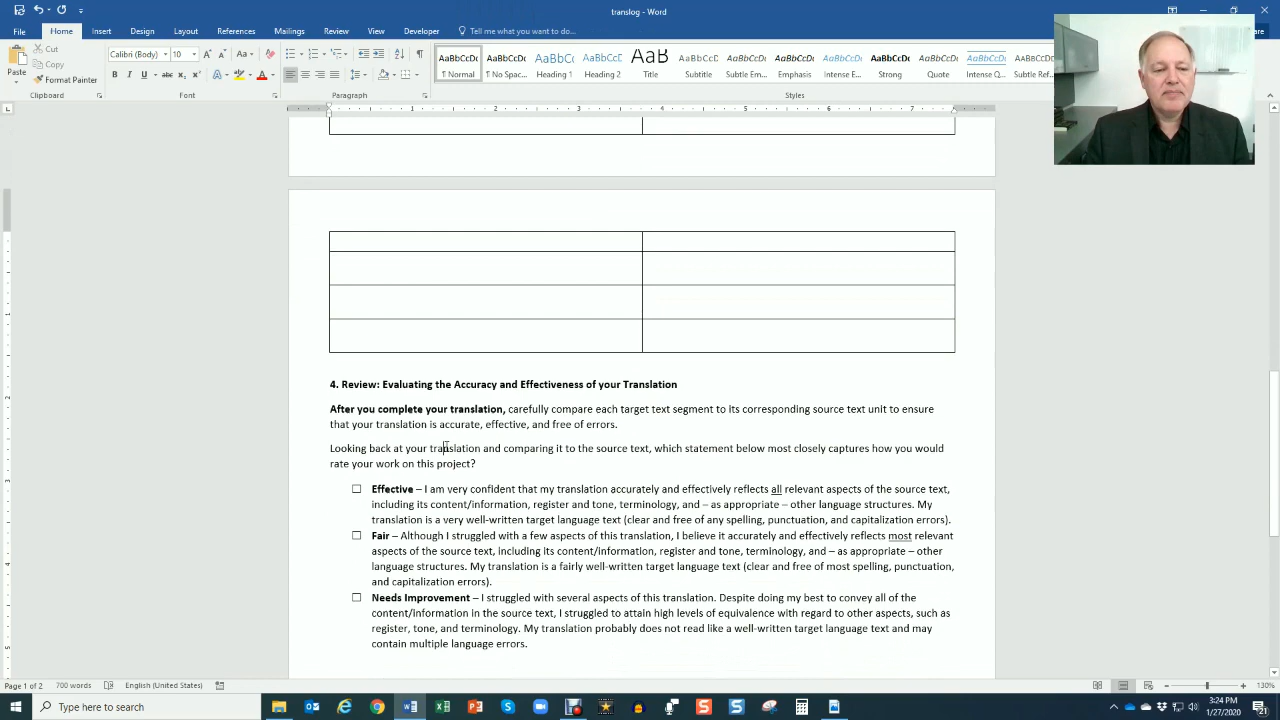 translog - Word
File Home Insert Design Layout References Mailings Review View Developer Tell me what you want to do...
Paste
Cut
Copy
Format Painter
Calibri (Body) 10
AaBbCcDc AaBbCcDc AaBbCc AaBbCcC AaB AaBbCcD AaBbCcDc AaBbCcDc AaBbCcDc AaBbCcDc AaBbCcDc AaBbCcDc AaBbCcDc
¶ Normal ¶ No Spac... Heading 1 Heading 2 Title Subtitle Subtle Em... Emphasis Intense E... Strong Quote Intense Q... Subtle Ref...
Clipboard Font Paragraph Styles
4. Review: Evaluating the Accuracy and Effectiveness of your Translation
After you complete your translation, carefully compare each target text segment to its corresponding source text unit to ensure
that your translation is accurate, effective, and free of errors.
Looking back at your translation and comparing it to the source text, which statement below most closely captures how you would
rate your work on this project?
☐ Effective – I am very confident that my translation accurately and effectively reflects all relevant aspects of the source text,
including its content/information, register and tone, terminology, and – as appropriate – other language structures. My
translation is a very well-written target language text (clear and free of any spelling, punctuation, and capitalization errors).
☐ Fair – Although I struggled with a few aspects of this translation, I believe it accurately and effectively reflects most relevant
aspects of the source text, including its content/information, register and tone, terminology, and – as appropriate – other
language structures. My translation is a fairly well-written target language text (clear and free of most spelling, punctuation,
and capitalization errors).
☐ Needs Improvement – I struggled with several aspects of this translation. Despite doing my best to convey all of the
content/information in the source text, I struggled to attain high levels of equivalence with regard to other aspects, such as
register, tone, and terminology. My translation probably does not read like a well-written target language text and may
contain multiple language errors.
Page 1 of 2 700 words English (United States) 130%
Type here to search
3:24 PM
1/27/2020